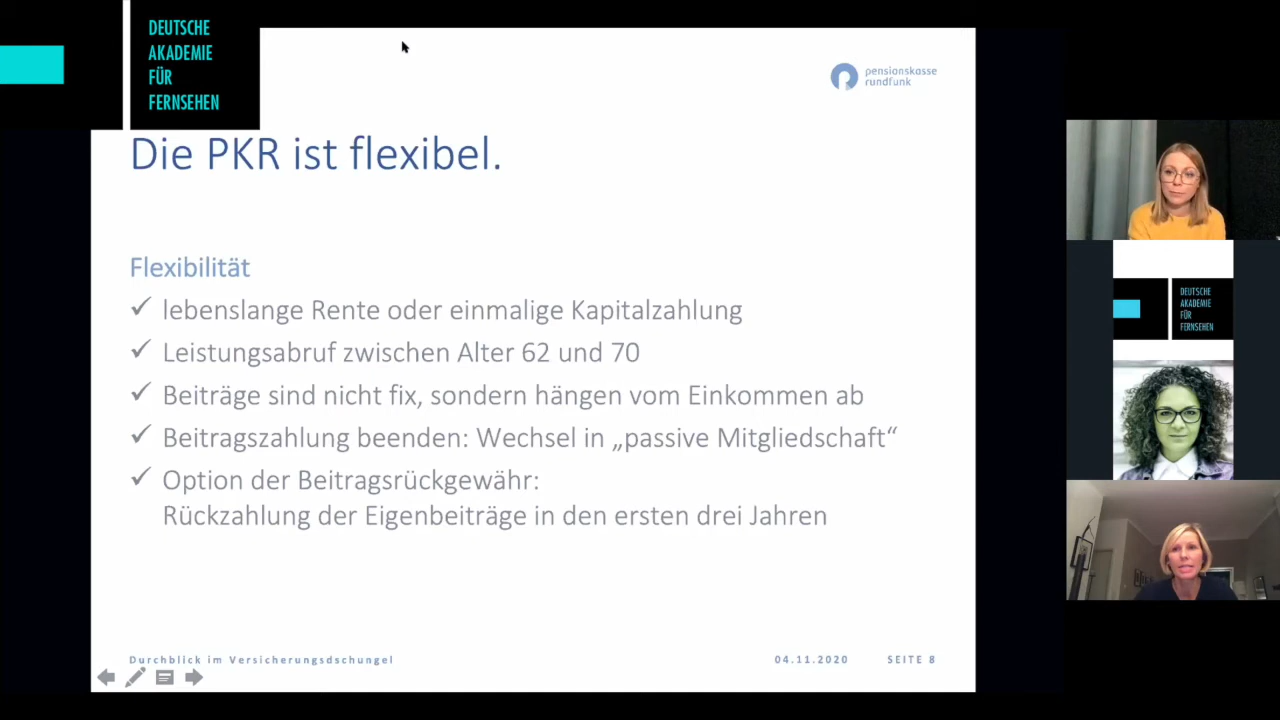 DEUTSCHE
AKADEMIE
FÜR
FERNSEHEN
pensionskasse
rundfunk
Die PKR ist flexibel.
Flexibilität
lebenslange Rente oder einmalige Kapitalzahlung
Leistungsabruf zwischen Alter 62 und 70
Beiträge sind nicht fix, sondern hängen vom Einkommen ab
Beitragszahlung beenden: Wechsel in „passive Mitgliedschaft“
Option der Beitragsrückgewähr:
Rückzahlung der Eigenbeiträge in den ersten drei Jahren
Durchblick im Versicherungsdschungel
04.11.2020 SEITE 8
DEUTSCHE
AKADEMIE
FÜR
FERNSEHEN